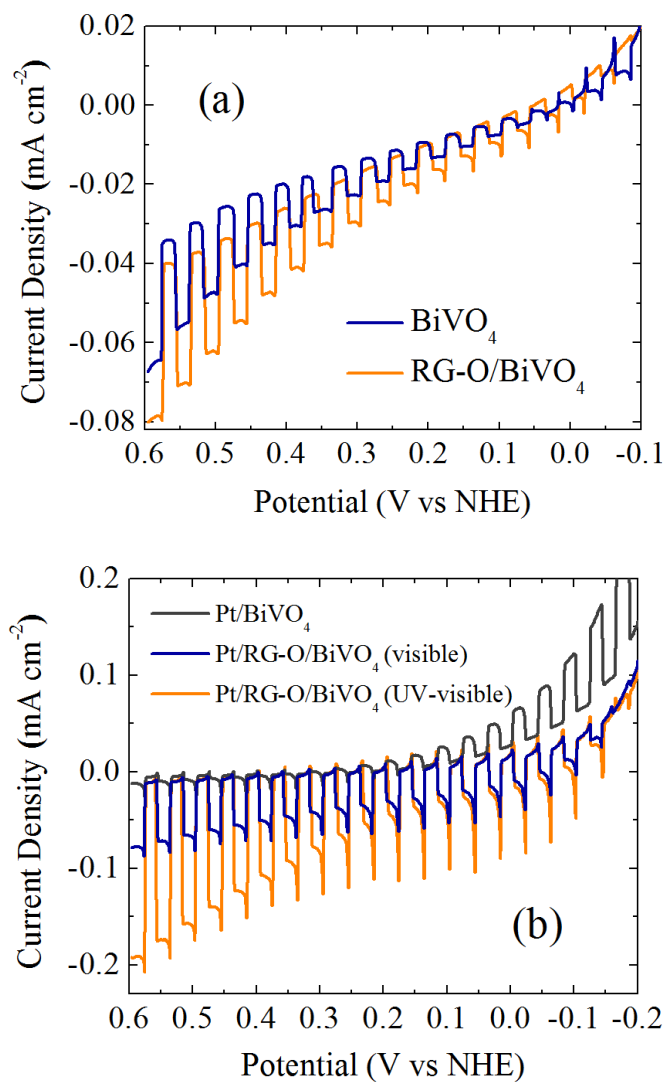 (a)
0.02
0.00
-0.02
-0.04
-0.06
-0.08
Current Density (mA cm⁻²)
BiVO₄
RG-O/BiVO₄
0.6 0.5 0.4 0.3 0.2 0.1 0.0 -0.1
Potential (V vs NHE)
0.2
0.1
0.0
-0.1
-0.2
Current Density (mA cm⁻²)
Pt/BiVO₄
Pt/RG-O/BiVO₄ (visible)
Pt/RG-O/BiVO₄ (UV-visible)
(b)
0.6 0.5 0.4 0.3 0.2 0.1 0.0 -0.1 -0.2
Potential (V vs NHE)